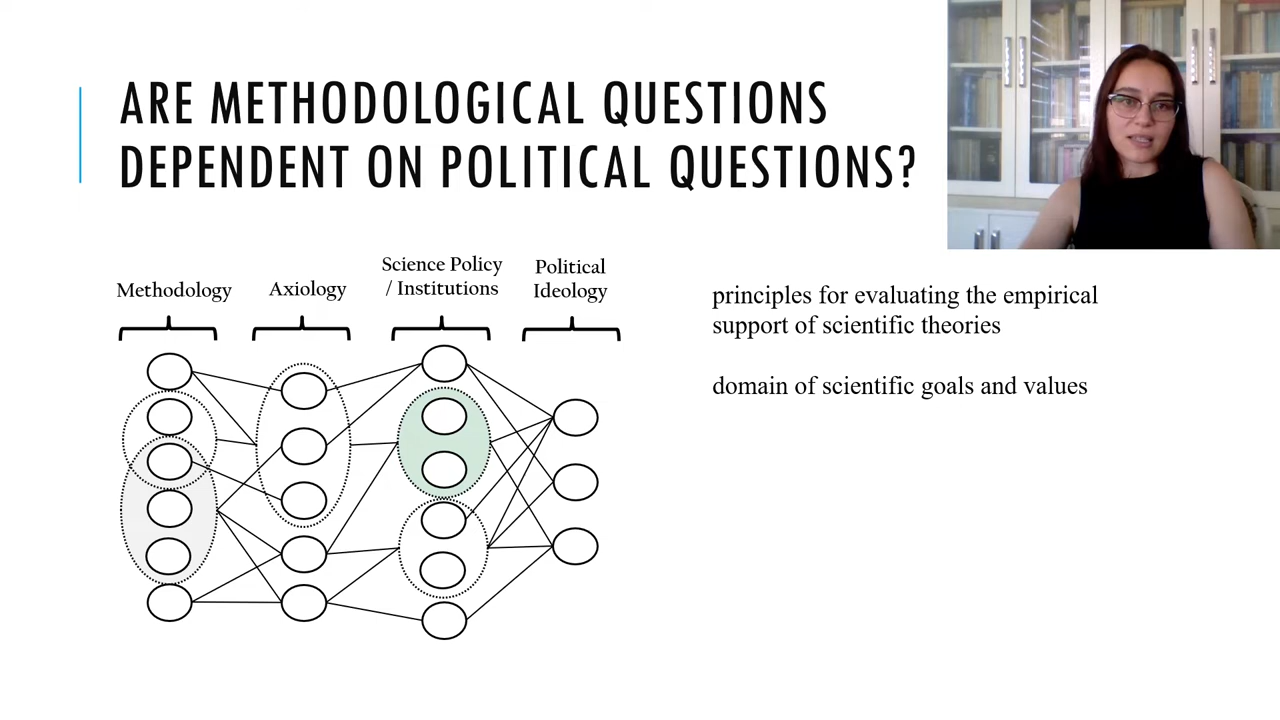 ARE METHODOLOGICAL QUESTIONS
DEPENDENT ON POLITICAL QUESTIONS?
Methodology
Axiology
Science Policy
/ Institutions
Political
Ideology
principles for evaluating the empirical
support of scientific theories
domain of scientific goals and values